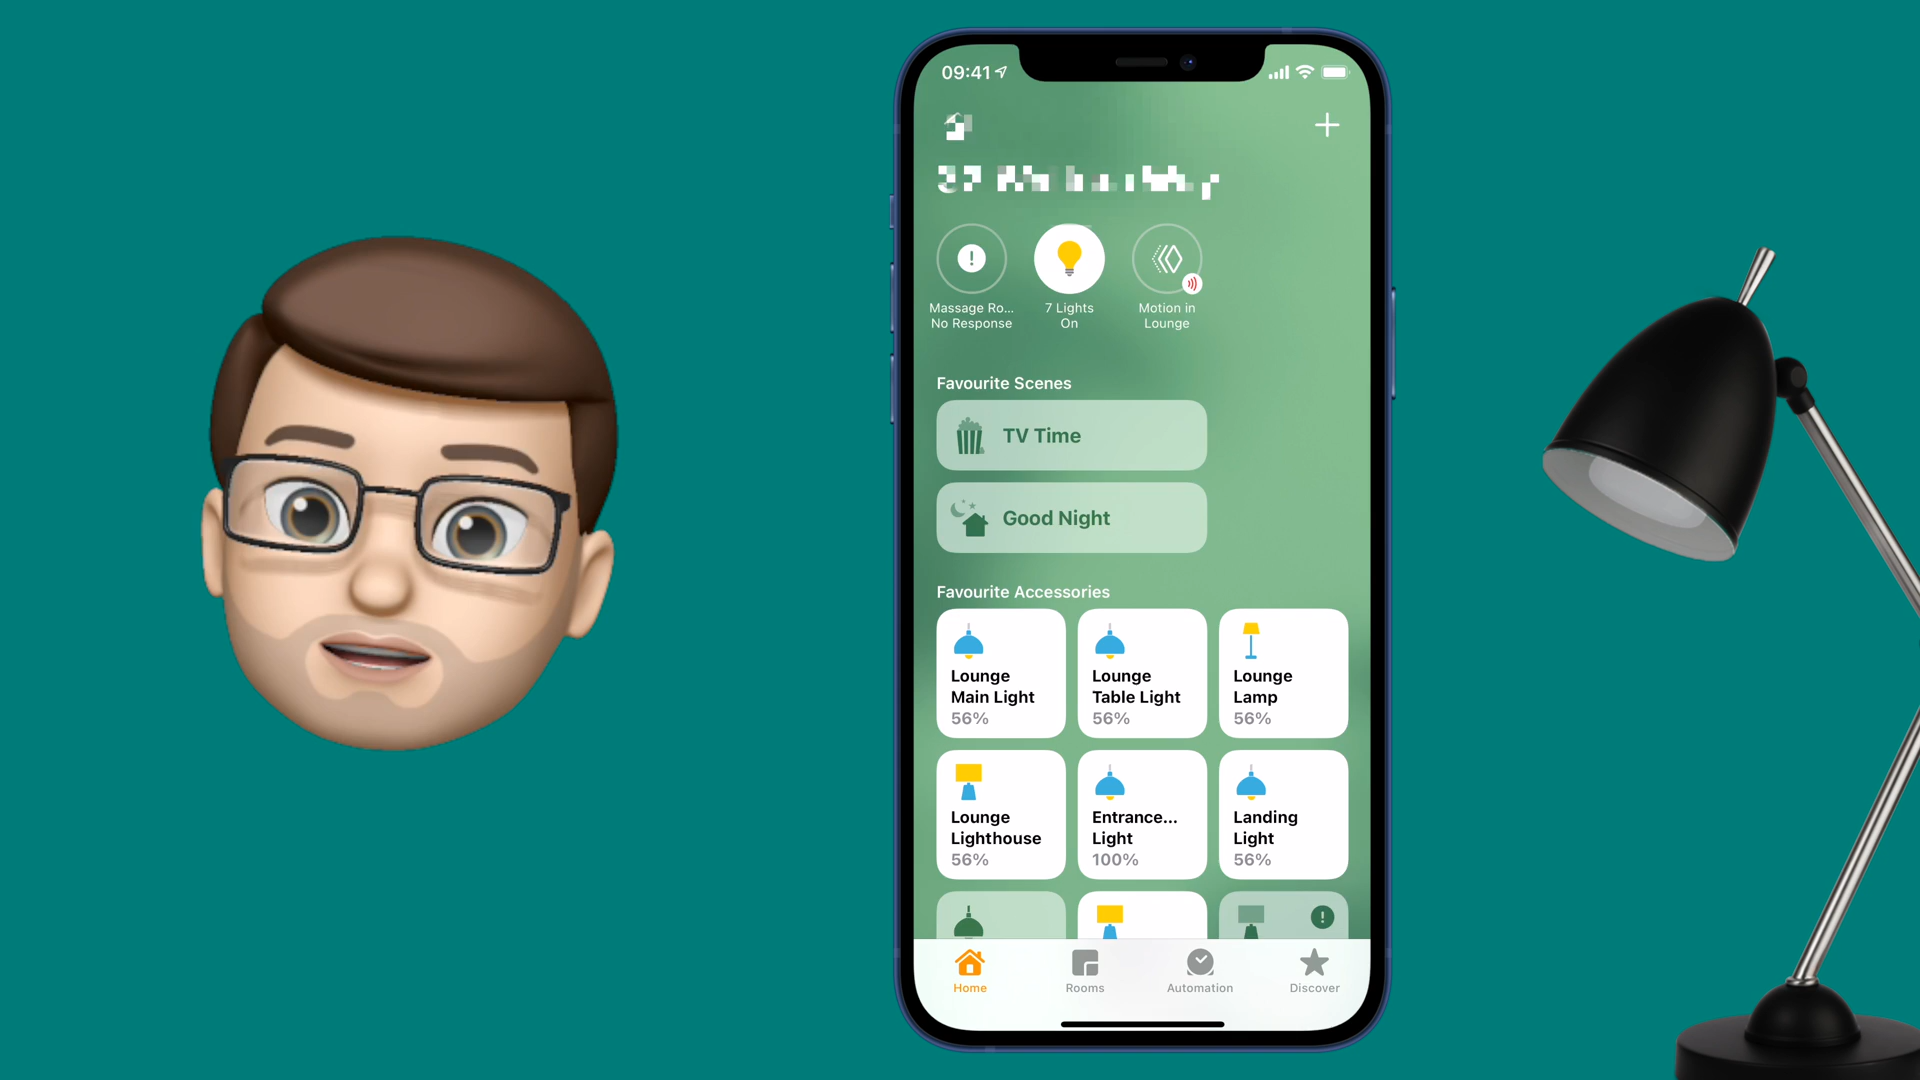 09:41
Massage Ro...
No Response
7 Lights
On
Motion in
Lounge
Favourite Scenes
TV Time
Good Night
Favourite Accessories
Lounge
Main Light
56%
Lounge
Table Light
56%
Lounge
Lamp
56%
Lounge
Lighthouse
56%
Entrance...
Light
100%
Landing
Light
56%
Home
Rooms
Automation
Discover